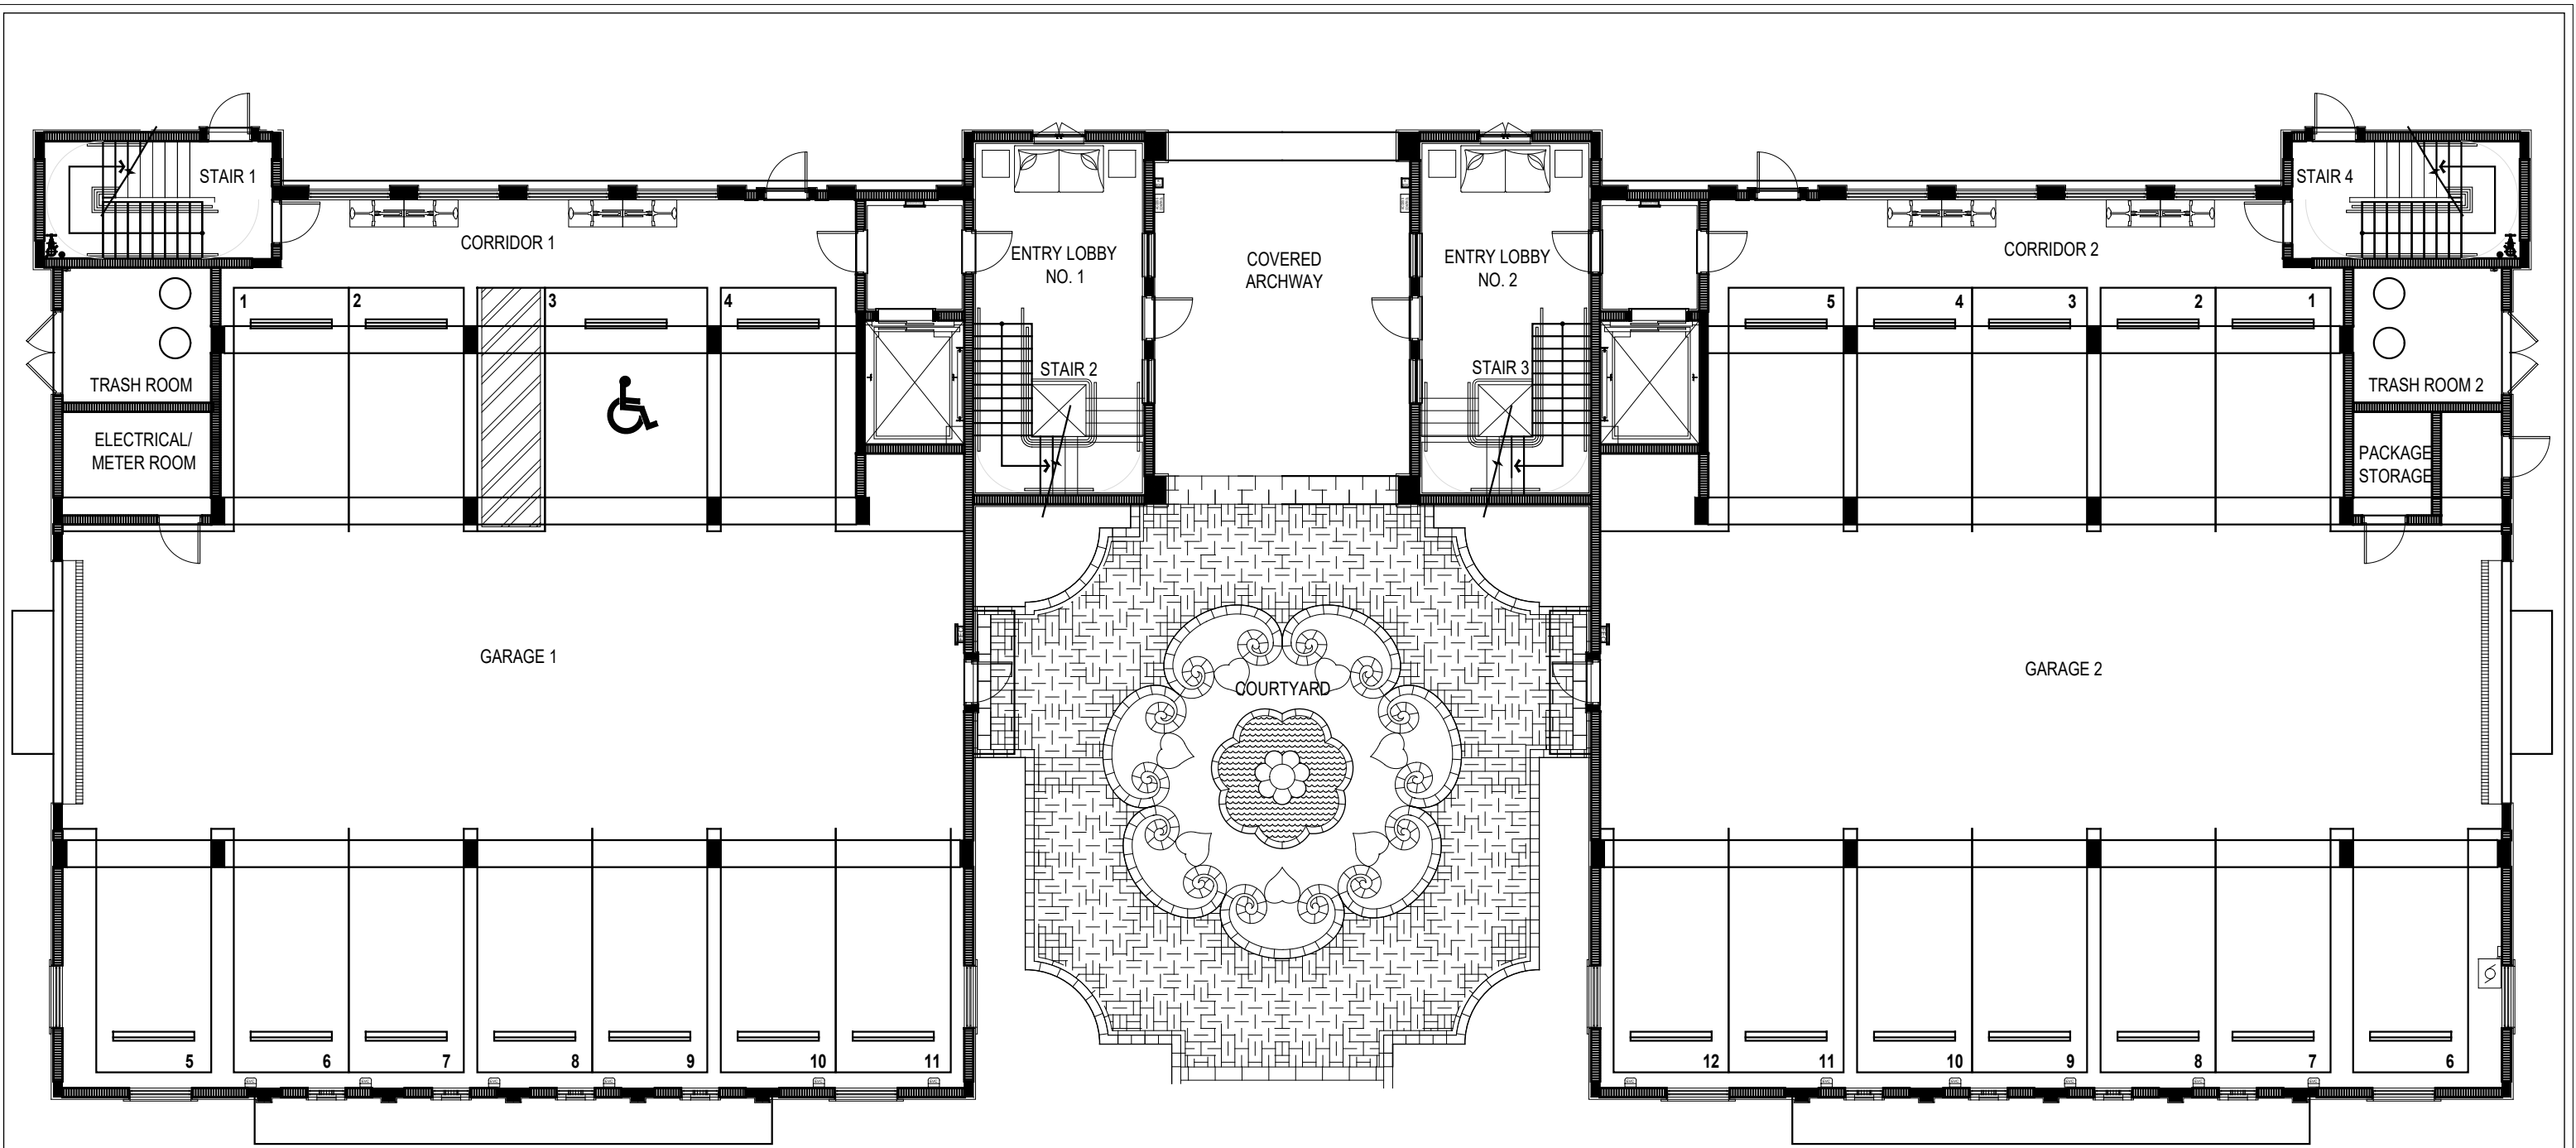 STAIR 1
CORRIDOR 1
ENTRY LOBBY
NO. 1
COVERED
ARCHWAY
ENTRY LOBBY
NO. 2
CORRIDOR 2
STAIR 4
1
2
3
4
5
4
3
2
1
TRASH ROOM
STAIR 2
STAIR 3
TRASH ROOM 2
ELECTRICAL/
METER ROOM
PACKAGE
STORAGE
GARAGE 1
COURTYARD
GARAGE 2
5
6
7
8
9
10
11
12
11
10
9
8
7
6